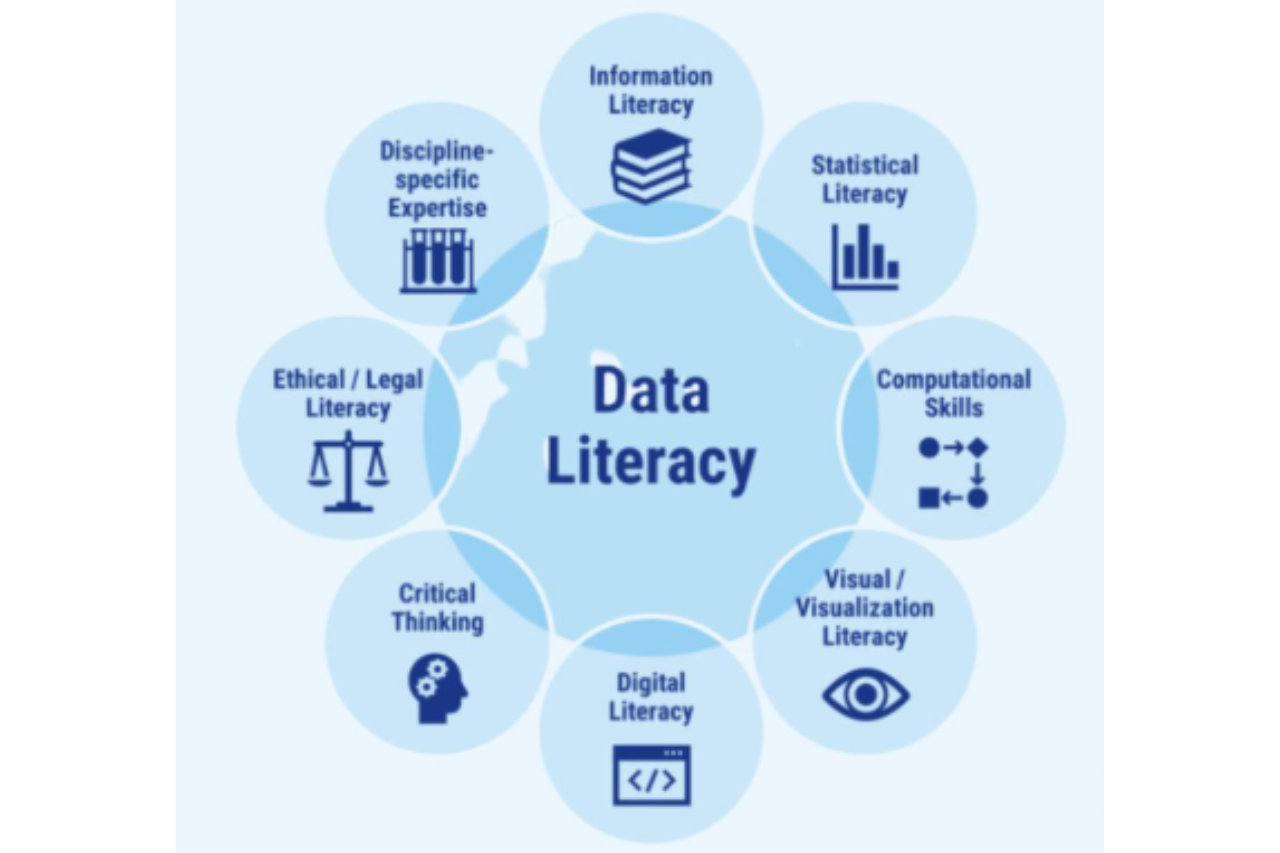 Information
Literacy
Discipline-
specific
Expertise
Statistical
Literacy
Ethical / Legal
Literacy
Data
Literacy
Computational
Skills
Critical
Thinking
Visual /
Visualization
Literacy
Digital
Literacy
</>